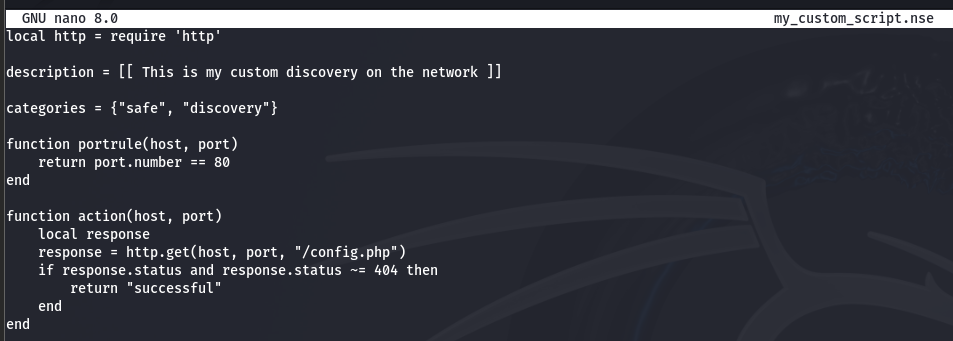 GNU nano 8.0 my_custom_script.nse
local http = require 'http'
description = [[ This is my custom discovery on the network ]]
categories = {"safe", "discovery"}
function portrule(host, port)
    return port.number == 80
end
function action(host, port)
    local response
    response = http.get(host, port, "/config.php")
    if response.status and response.status ~= 404 then
        return "successful"
    end
end